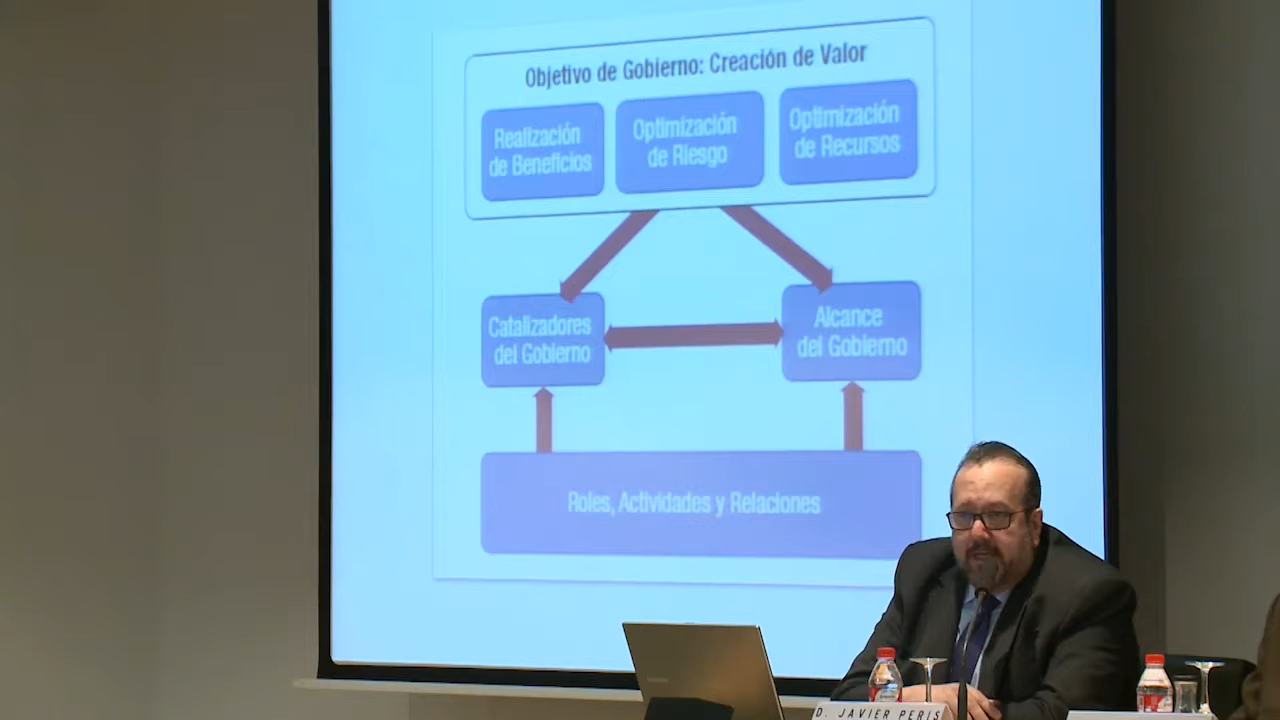 Objetivo de Gobierno: Creación de Valor
Realización
de Beneficios
Optimización
de Riesgo
Optimización
de Recursos
Catalizadores
del Gobierno
Alcance
del Gobierno
Roles, Actividades y Relaciones
D. JAVIER PERIS